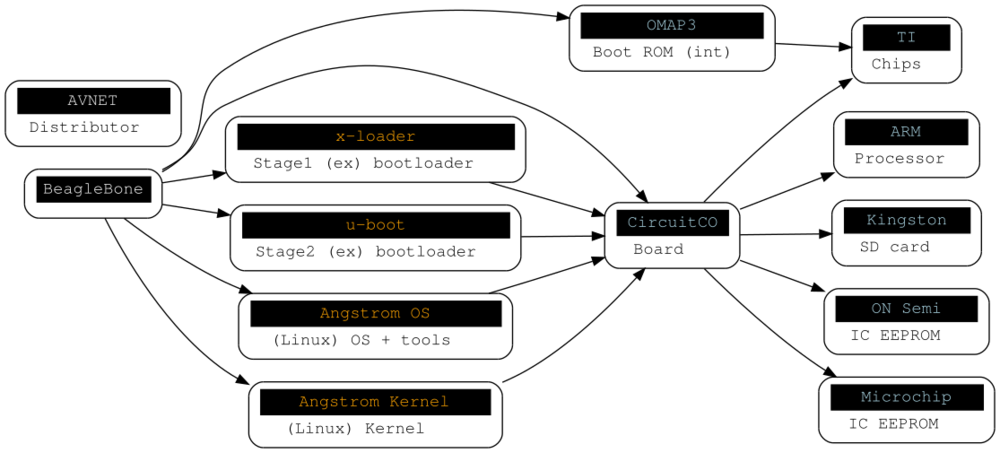 OMAP3
Boot ROM (int)
TI
Chips
AVNET
Distributor
x-loader
Stage1 (ex) bootloader
ARM
Processor
BeagleBone
u-boot
Stage2 (ex) bootloader
CircuitCO
Board
Kingston
SD card
Angstrom OS
(Linux) OS + tools
ON Semi
IC EEPROM
Angstrom Kernel
(Linux) Kernel
Microchip
IC EEPROM